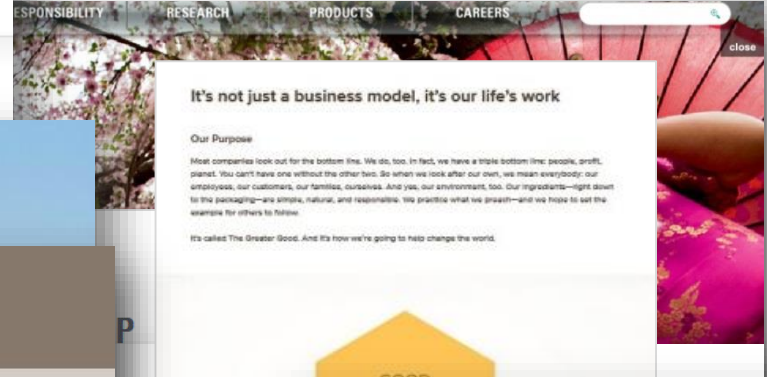 ESPONSIBILITY RESEARCH PRODUCTS CAREERS
close
It's not just a business model, it's our life's work
Our Purpose
Most companies look out for the bottom line. We do, too. In fact, we have a triple bottom line: people, profit,
planet. You can't have one without the other two. So when we look after our own, we mean everybody: our
employees, our customers, our families, ourselves. And yes, our environment, too. Our ingredients—right down
to the packaging—are simple, natural, and responsible. We practice what we preach—and we hope to set the
example for others to follow.
It's called The Greater Good. And it's how we're going to help change the world.
P
GOOD